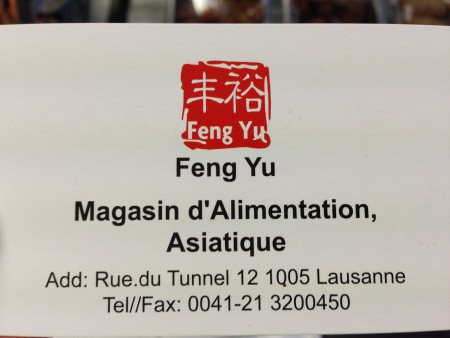 丰裕
Feng Yu
Feng Yu
Magasin d'Alimentation,
Asiatique
Add: Rue.du Tunnel 12 1005 Lausanne
Tel//Fax: 0041-21 3200450